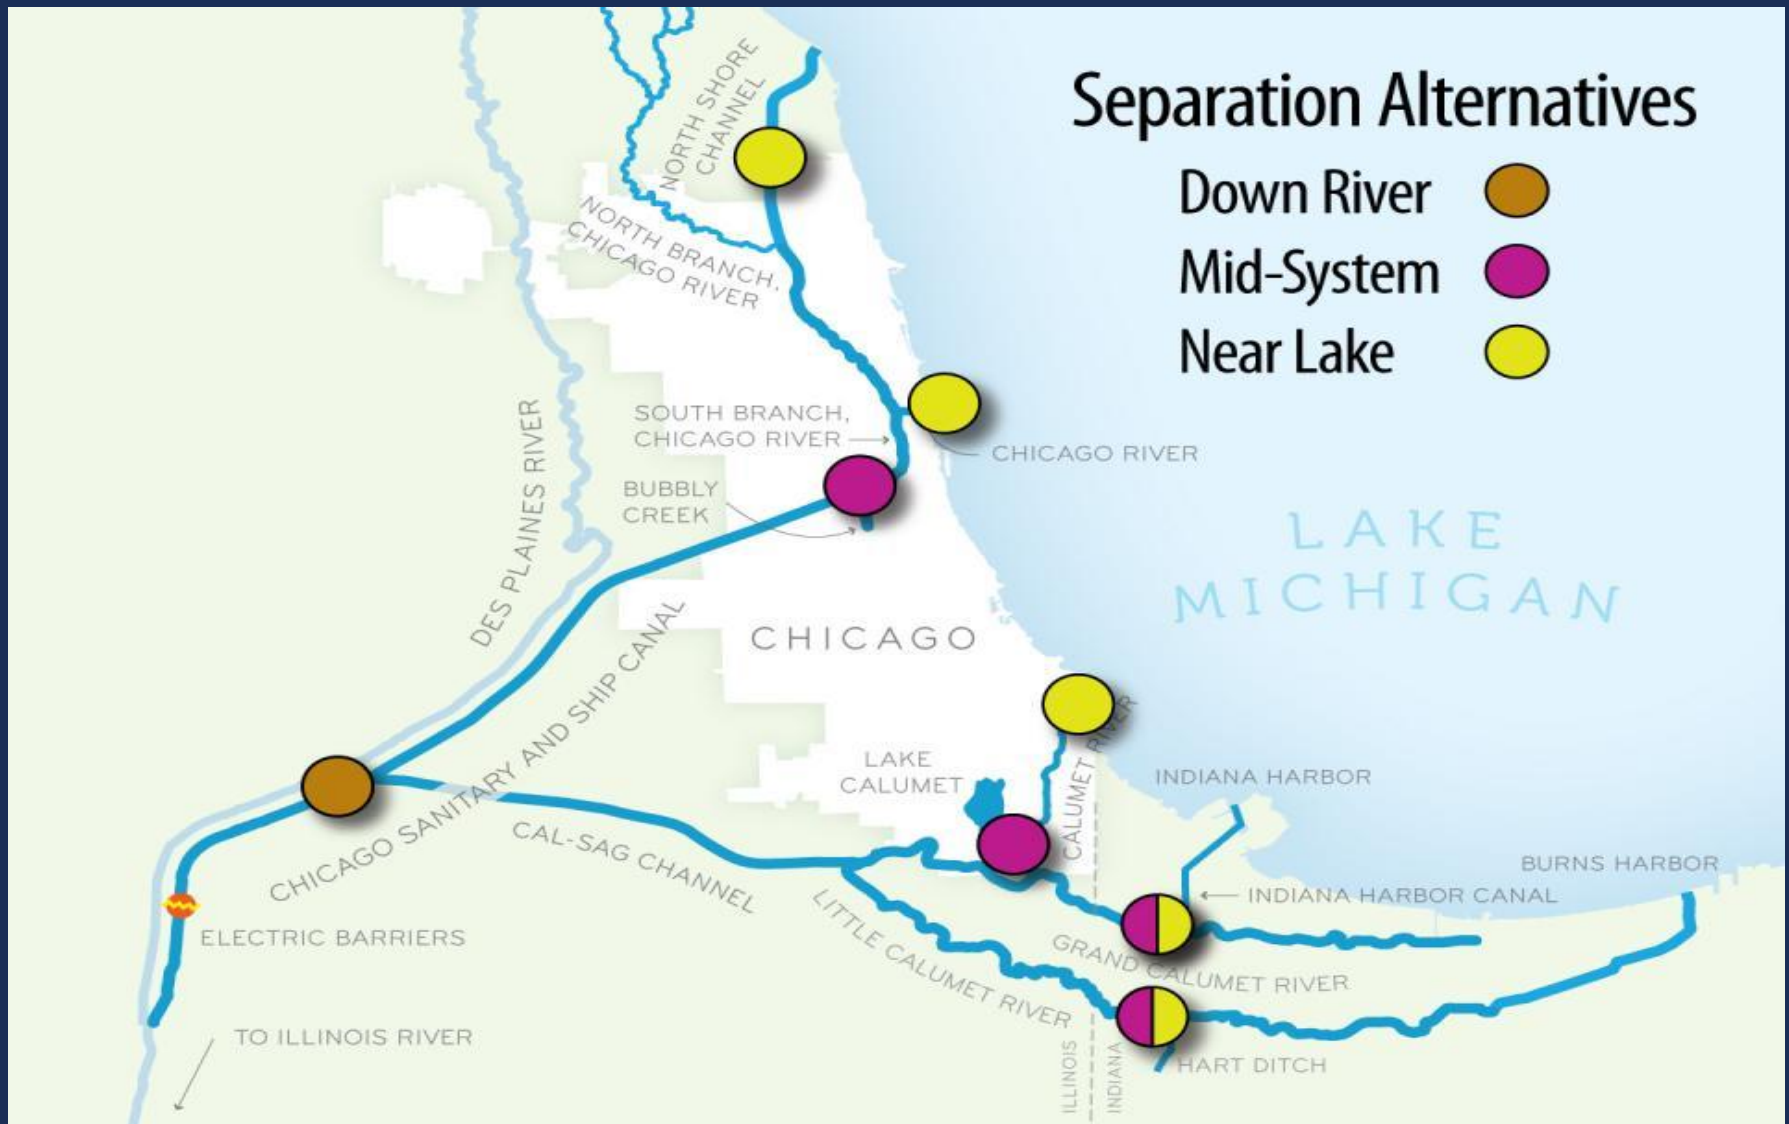 Separation Alternatives
Down River
Mid-System
Near Lake
NORTH SHORE
CHANNEL
NORTH BRANCH,
CHICAGO RIVER
SOUTH BRANCH,
CHICAGO RIVER
CHICAGO RIVER
BUBBLY
CREEK
DES PLAINES RIVER
LAKE
MICHIGAN
CHICAGO
CHICAGO SANITARY AND SHIP CANAL
LAKE
CALUMET
CALUMET RIVER
INDIANA HARBOR
BURNS HARBOR
INDIANA HARBOR CANAL
CAL-SAG CHANNEL
LITTLE CALUMET RIVER
GRAND CALUMET RIVER
ELECTRIC BARRIERS
TO ILLINOIS RIVER
ILLINOIS
INDIANA
HART DITCH